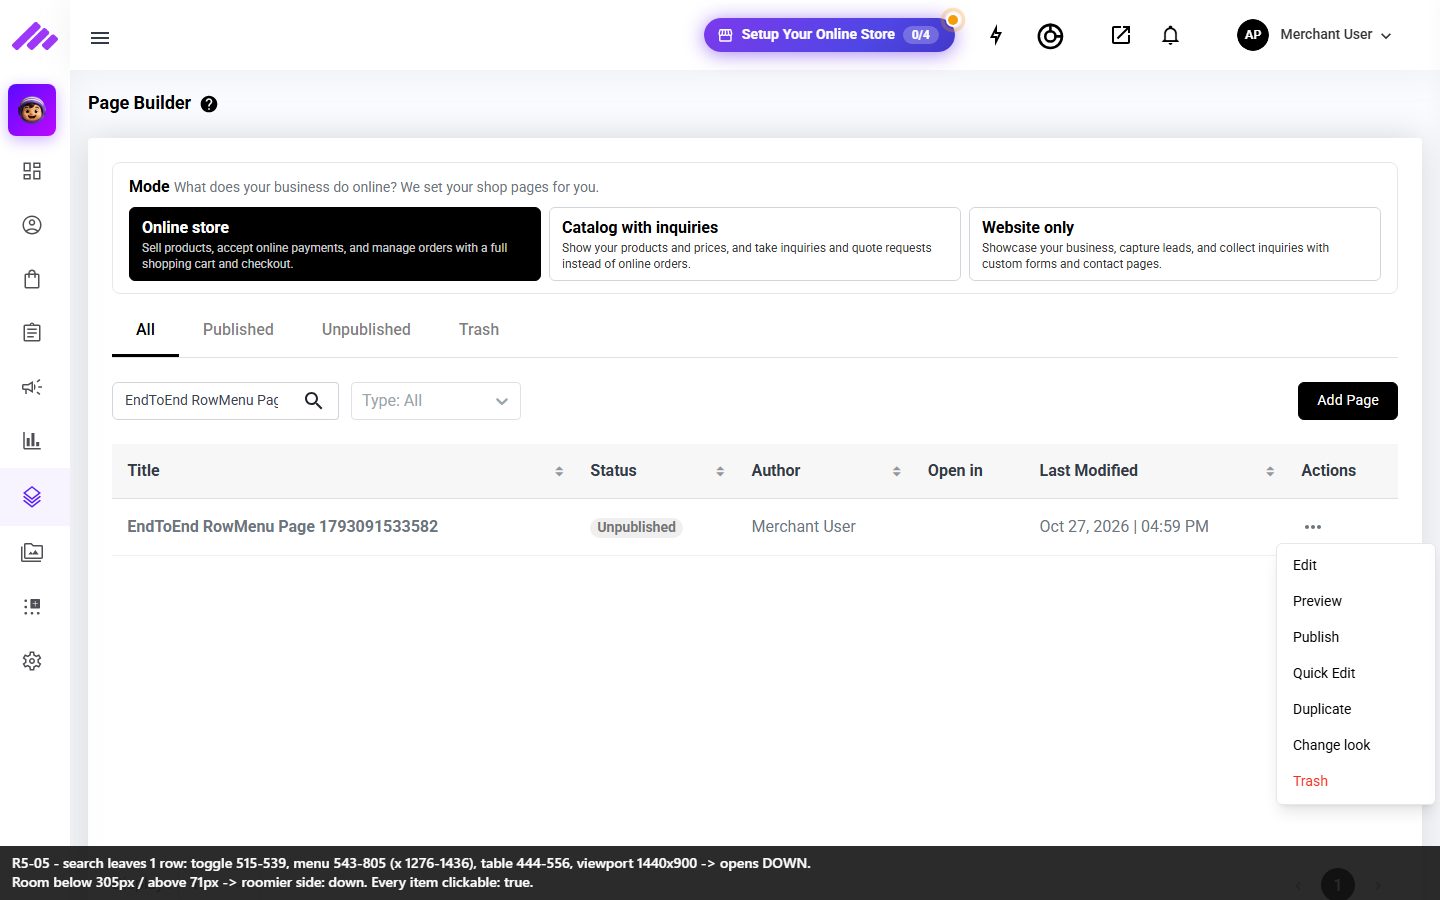 Setup Your Online Store 0/4
AP Merchant User
Page Builder ?
Mode What does your business do online? We set your shop pages for you.
Online store
Sell products, accept online payments, and manage orders with a full
shopping cart and checkout.
Catalog with inquiries
Show your products and prices, and take inquiries and quote requests
instead of online orders.
Website only
Showcase your business, capture leads, and collect inquiries with
custom forms and contact pages.
All Published Unpublished Trash
EndToEnd RowMenu Pag Type: All Add Page
Title Status Author Open in Last Modified Actions
EndToEnd RowMenu Page 1793091533582 Unpublished Merchant User Oct 27, 2026 | 04:59 PM
Edit
Preview
Publish
Quick Edit
Duplicate
Change look
Trash
R5-05 - search leaves 1 row: toggle 515-539, menu 543-805 (x 1276-1436), table 444-556, viewport 1440x900 -> opens DOWN.
Room below 305px / above 71px -> roomier side: down. Every item clickable: true.
1